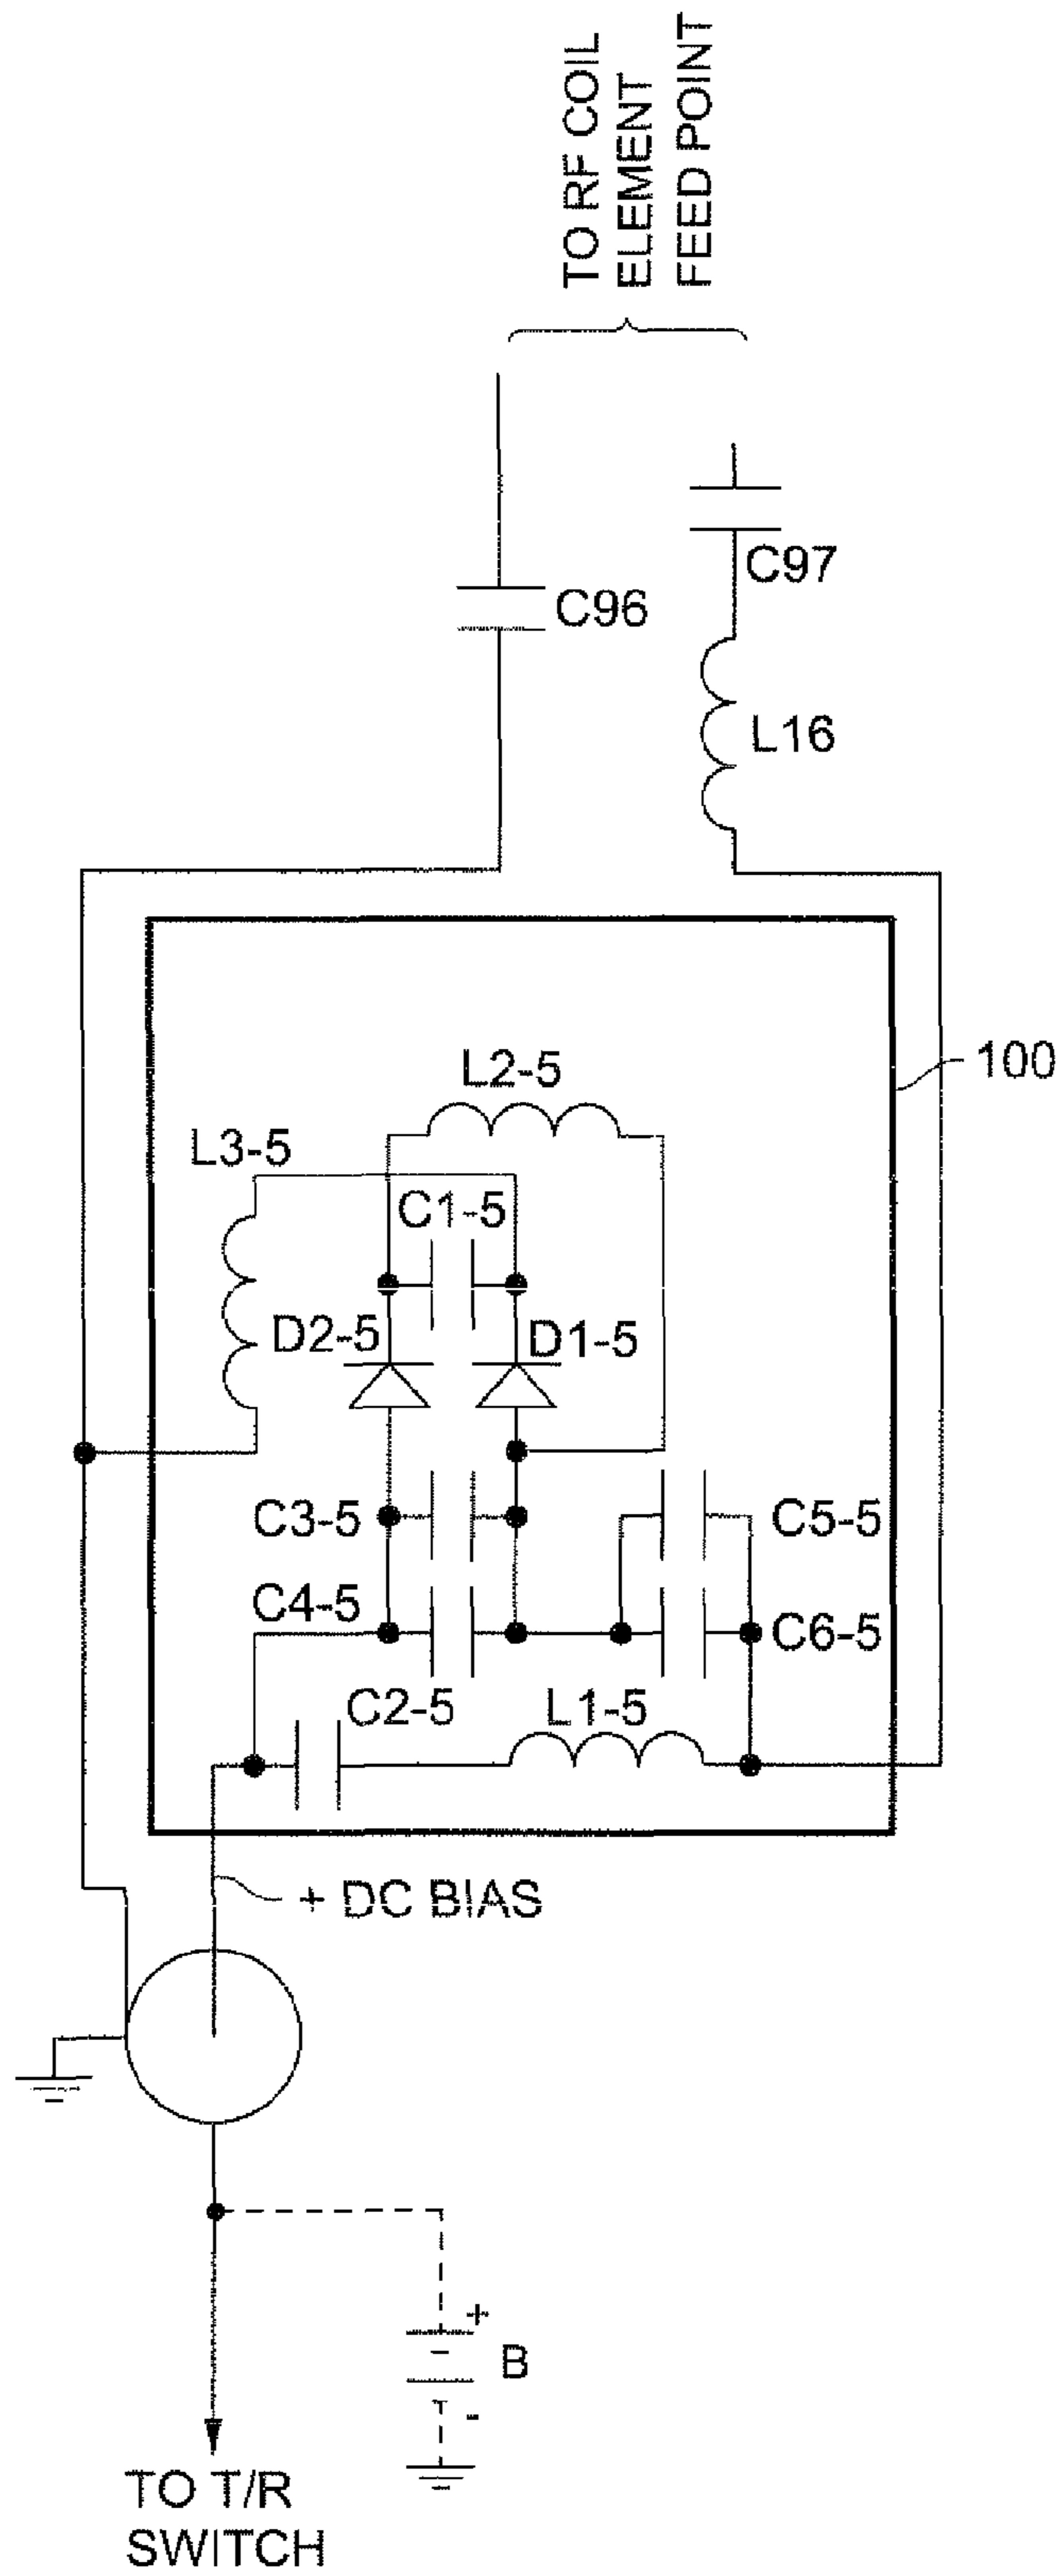 TO RF COIL
ELEMENT
FEED POINT
C97
C96
L16
100
L2-5
L3-5
C1-5
D2-5
D1-5
C3-5
C5-5
C4-5
C6-5
C2-5
L1-5
+ DC BIAS
+
-
B
-
TO T/R
SWITCH